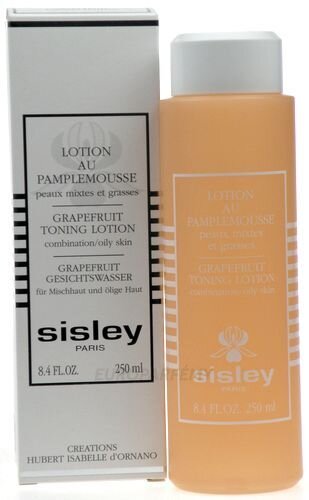 LOTION
AU
PAMPLEMOUSSE
peaux mixtes et grasses
GRAPEFRUIT
TONING LOTION
combination/oily skin
GRAPEFRUIT
GESICHTSWASSER
für Mischhaut und ölige Haut
sisley
PARIS
8.4 FL.OZ. 250 ml
CREATIONS
HUBERT ISABELLE d'ORNANO
LOTION
AU
PAMPLEMOUSSE
peaux mixtes
et grasses
GRAPEFRUIT
TONING LOTION
combination/oily skin
sisley
PARIS
8.4 FL.OZ. 250 ml